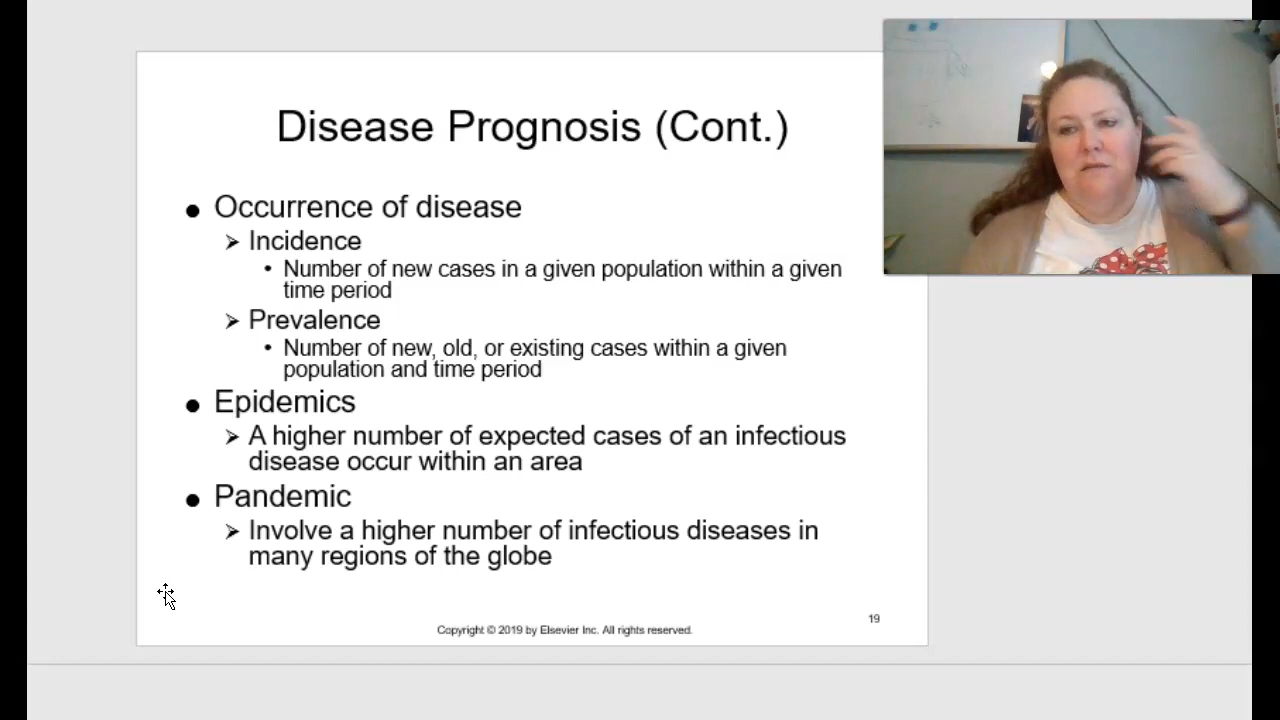 Disease Prognosis (Cont.)
● Occurrence of disease
➢ Incidence
• Number of new cases in a given population within a given
time period
➢ Prevalence
• Number of new, old, or existing cases within a given
population and time period
● Epidemics
➢ A higher number of expected cases of an infectious
disease occur within an area
● Pandemic
➢ Involve a higher number of infectious diseases in
many regions of the globe
19
Copyright © 2019 by Elsevier Inc. All rights reserved.